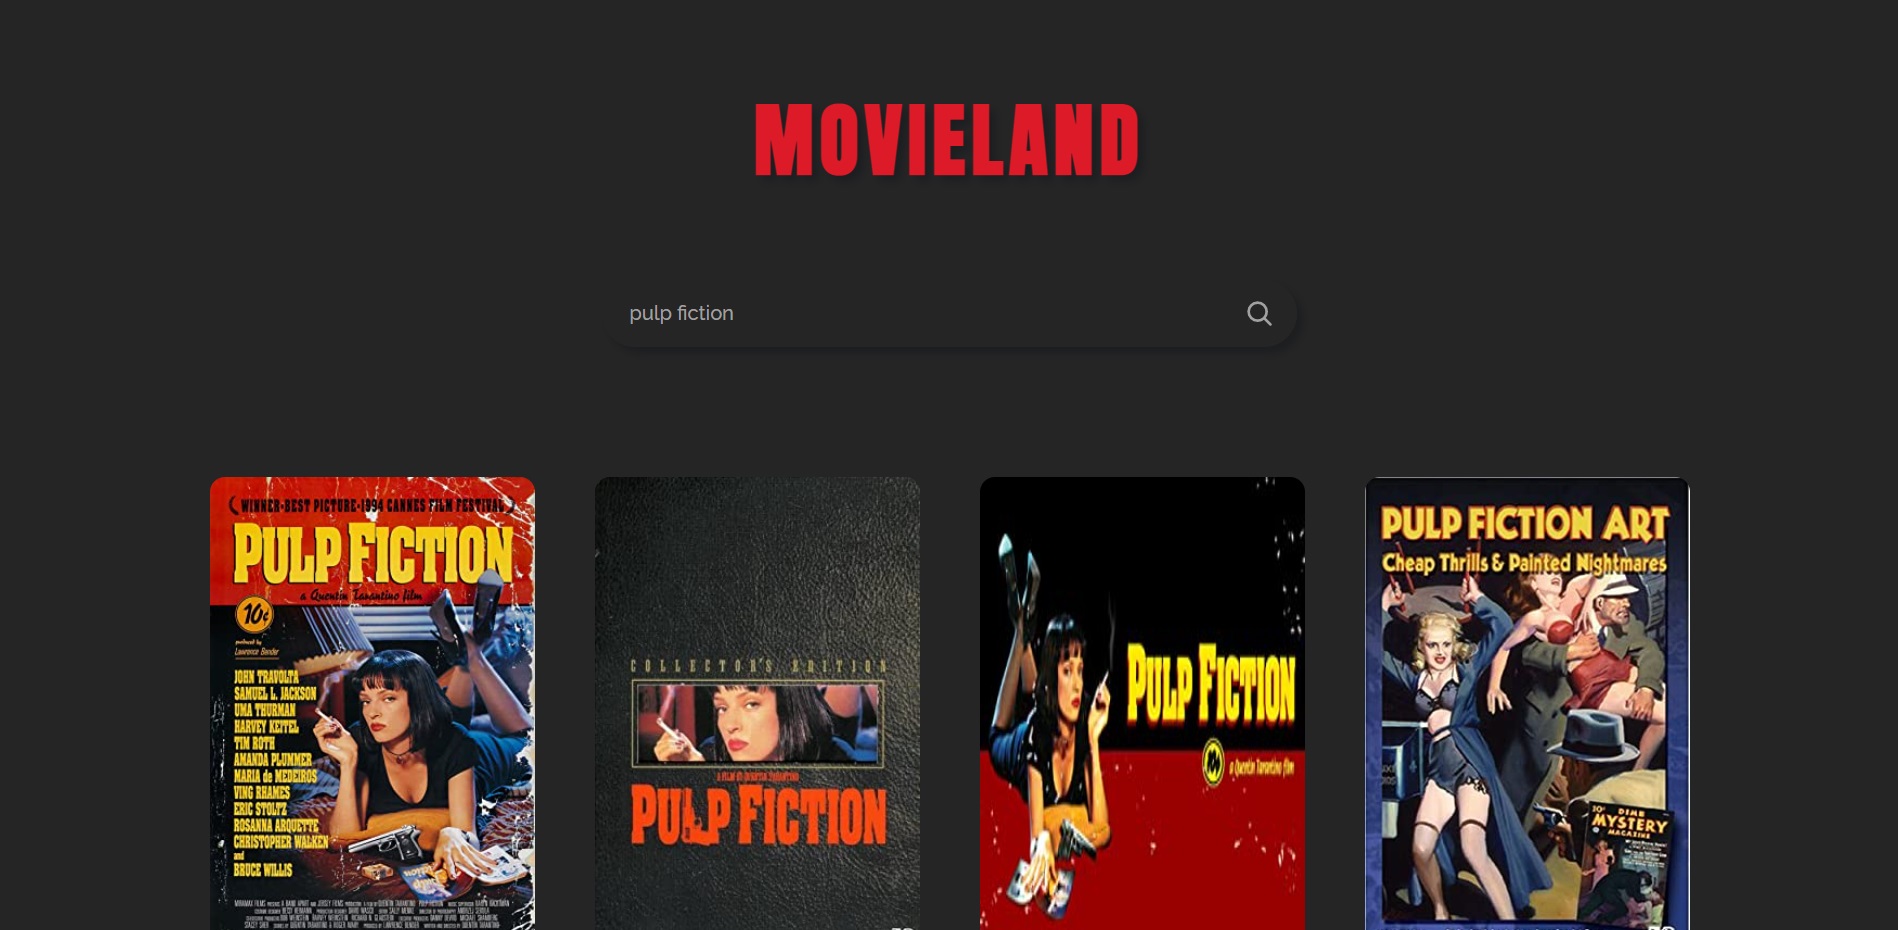 MOVIELAND
pulp fiction
WINNER-BEST PICTURE-1994 CANNES FILM FESTIVAL
PULP FICTION
a Quentin Tarantino film
10¢
produced by
Lawrence Bender
JOHN TRAVOLTA
SAMUEL L. JACKSON
UMA THURMAN
HARVEY KEITEL
TIM ROTH
AMANDA PLUMMER
MARIA de MEDEIROS
VING RHAMES
ERIC STOLTZ
ROSANNA ARQUETTE
CHRISTOPHER WALKEN
and
BRUCE WILLIS
COLLECTOR'S EDITION
A FILM BY QUENTIN TARANTINO
PULP FICTION
PULP FICTION
a Quentin Tarantino film
PULP FICTION ART
Cheap Thrills & Painted Nightmares
DIME
MYSTERY
MAGAZINE